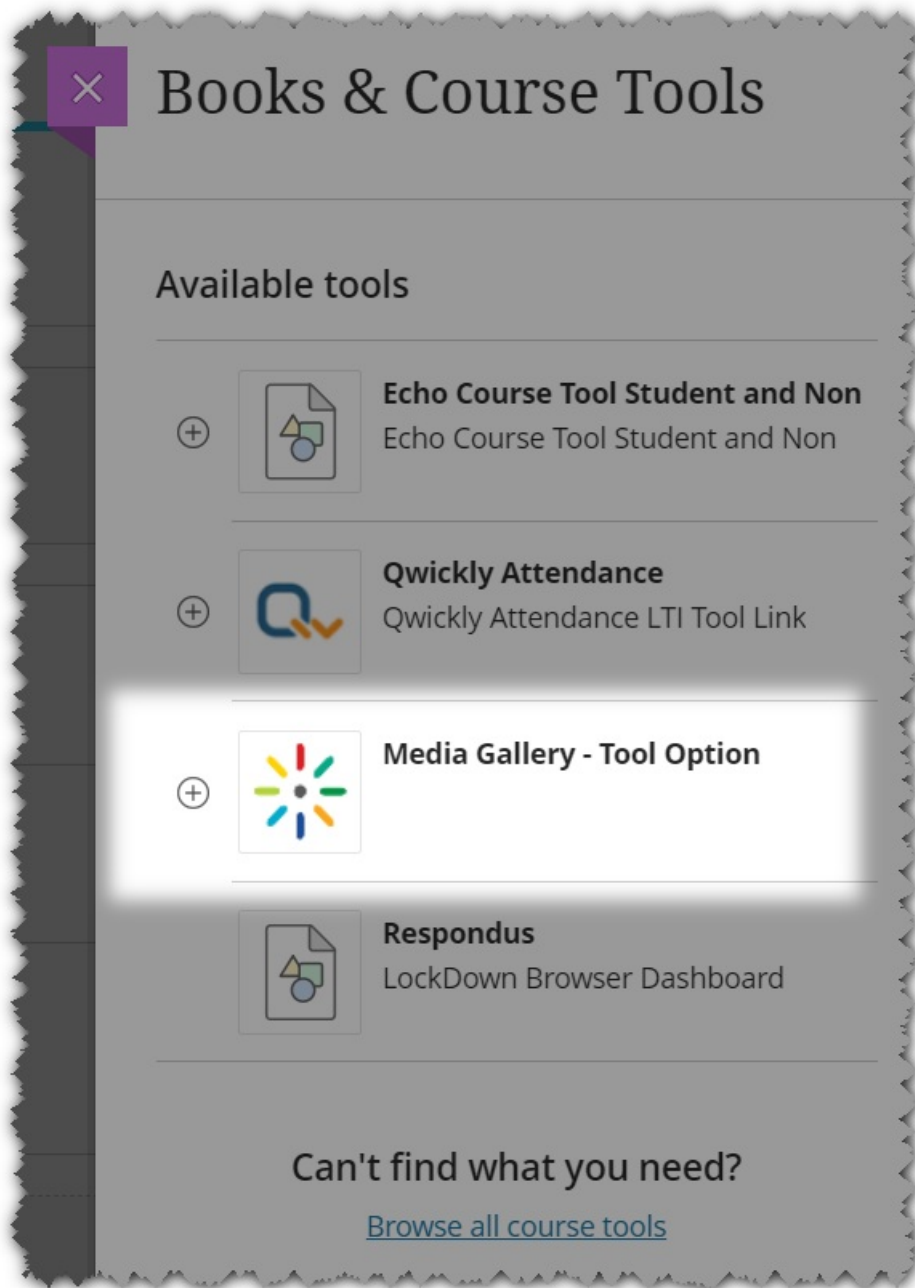 Books & Course Tools
Available tools
Echo Course Tool Student and Non
Echo Course Tool Student and Non
Qwickly Attendance
Qwickly Attendance LTI Tool Link
Media Gallery - Tool Option
Respondus
LockDown Browser Dashboard
Can't find what you need?
Browse all course tools